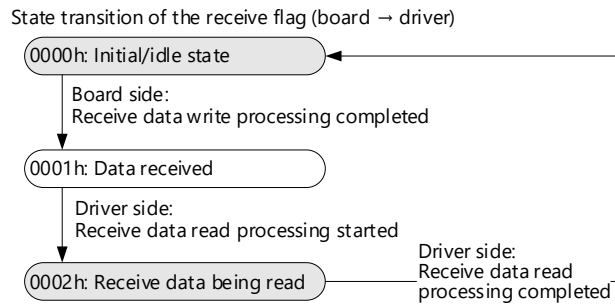 State transition of the receive flag (board → driver)
0000h: Initial/idle state
Board side:
Receive data write processing completed
0001h: Data received
Driver side:
Receive data read processing started
0002h: Receive data being read
Driver side:
Receive data read
processing completed